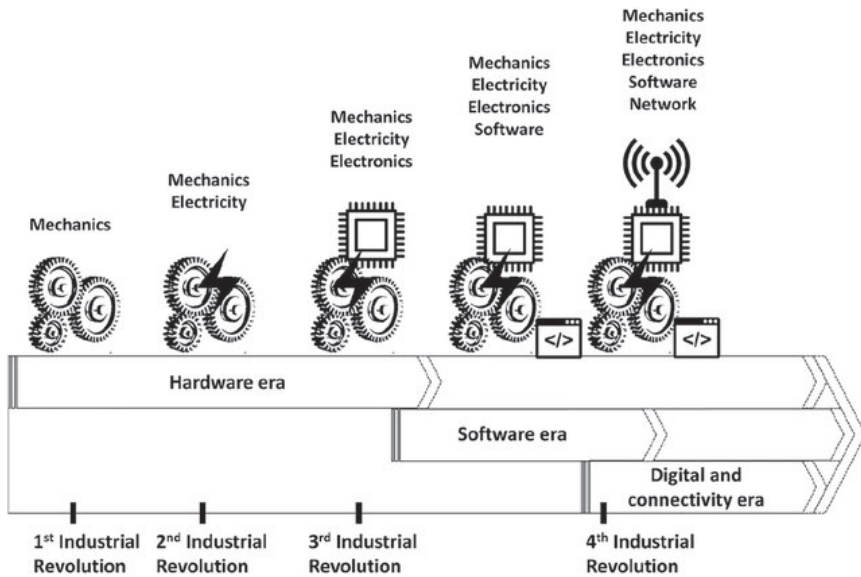 Mechanics
Mechanics
Electricity
Mechanics
Electricity
Electronics
Mechanics
Electricity
Electronics
Software
Mechanics
Electricity
Electronics
Software
Network
</>
</>
Hardware era
Software era
Digital and
connectivity era
1st Industrial
Revolution
2nd Industrial
Revolution
3rd Industrial
Revolution
4th Industrial
Revolution